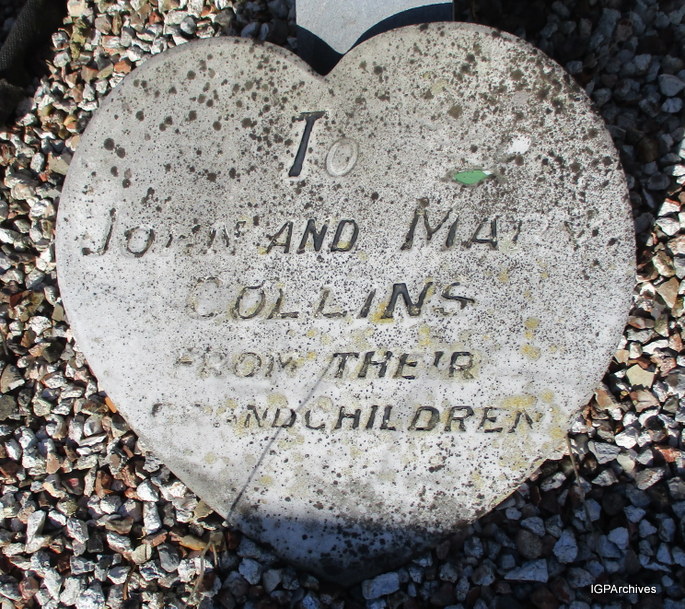 To
John and Mary
Collins
From Their
Grandchildren
IGPArchives